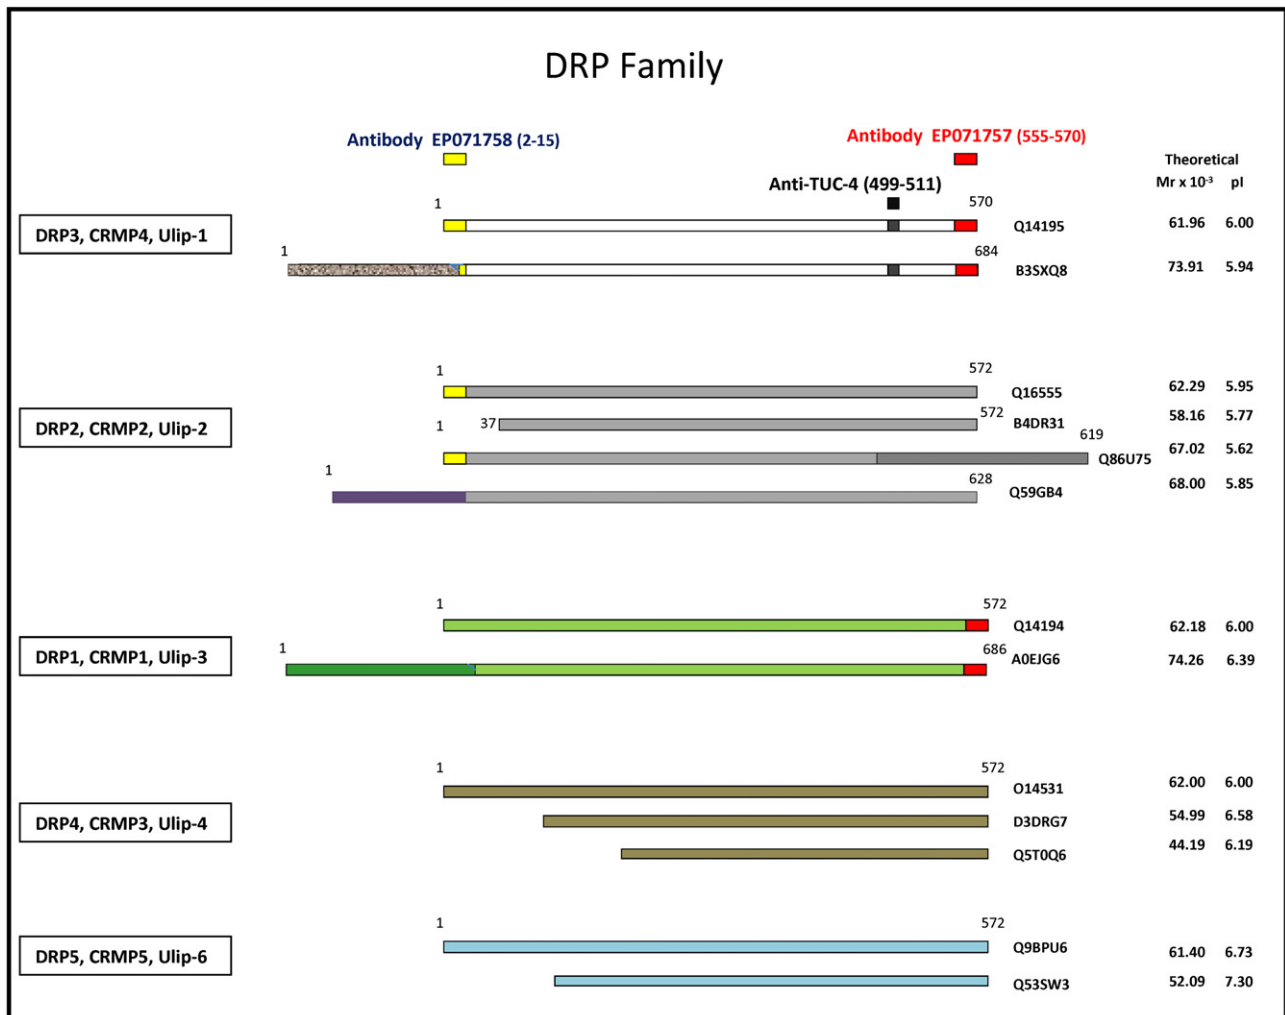 DRP Family
Antibody EP071758 (2-15)
Antibody EP071757 (555-570)
Theoretical
Mr x 10-3 pI
Anti-TUC-4 (499-511)
1 570
DRP3, CRMP4, Ulip-1
Q14195 61.96 6.00
1 684
B3SXQ8 73.91 5.94
1 572
Q16555 62.29 5.95
DRP2, CRMP2, Ulip-2
1 37 572
B4DR31 58.16 5.77
619
Q86U75 67.02 5.62
1 628
Q59GB4 68.00 5.85
1 572
Q14194 62.18 6.00
DRP1, CRMP1, Ulip-3
1 686
A0EJG6 74.26 6.39
1 572
O14531 62.00 6.00
DRP4, CRMP3, Ulip-4
D3DRG7 54.99 6.58
Q5T0Q6 44.19 6.19
1 572
Q9BPU6 61.40 6.73
DRP5, CRMP5, Ulip-6
Q53SW3 52.09 7.30